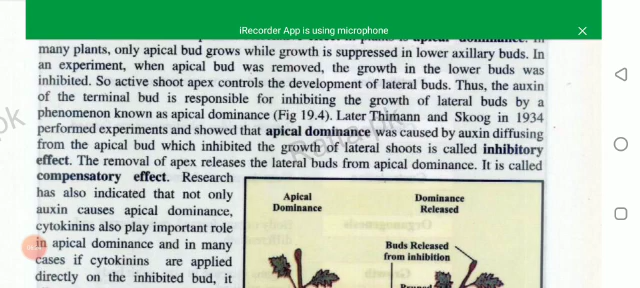 iRecorder App is using microphone
many plants, only apical bud grows while growth is suppressed in lower axillary buds. In
an experiment, when apical bud was removed, the growth in the lower buds was
inhibited. So active shoot apex controls the development of lateral buds. Thus, the auxin
of the terminal bud is responsible for inhibiting the growth of lateral buds by a
phenomenon known as apical dominance (Fig 19.4). Later Thimann and Skoog in 1934
performed experiments and showed that apical dominance was caused by auxin diffusing
from the apical bud which inhibited the growth of lateral shoots is called inhibitory
effect. The removal of apex releases the lateral buds from apical dominance. It is called
compensatory effect. Research
has also indicated that not only
auxin causes apical dominance,
cytokinins also play important role
in apical dominance and in many
cases if cytokinins are applied
directly on the inhibited bud, it
Apical
Dominance
Dominance
Released
Buds Released
from inhibition